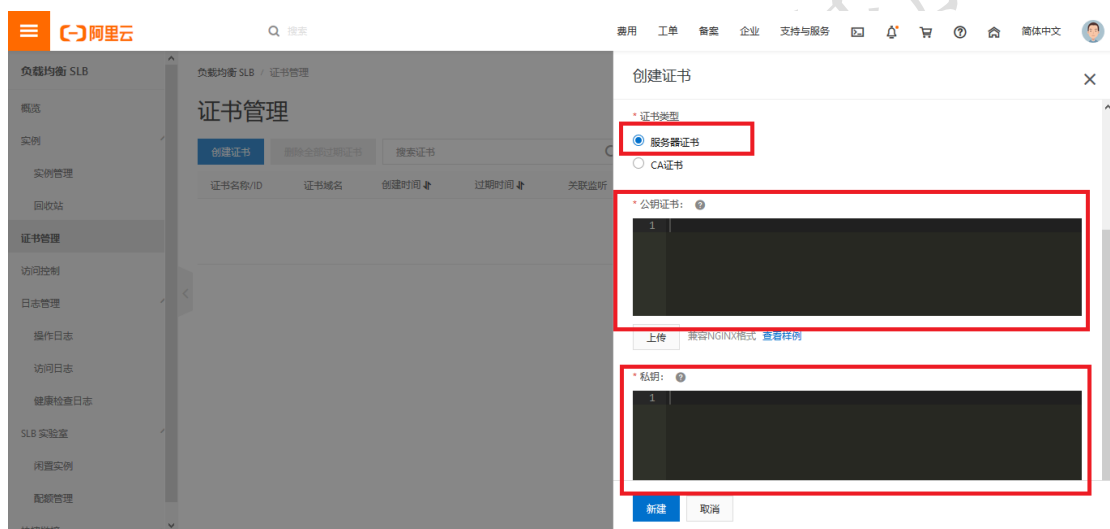 阿里云
搜索
费用
工单
备案
企业
支持与服务
简体中文
负载均衡 SLB
概览
实例
实例管理
回收站
证书管理
访问控制
日志管理
操作日志
访问日志
健康检查日志
SLB 实验室
闲置实例
配额管理
负载均衡 SLB / 证书管理
证书管理
创建证书
删除全部过期证书
搜索证书
证书名称/ID
证书域名
创建时间
过期时间
关联监听
创建证书
* 证书类型
服务器证书
CA证书
* 公钥证书:
1
上传
兼容NGINX格式 查看样例
* 私钥:
1
新建
取消